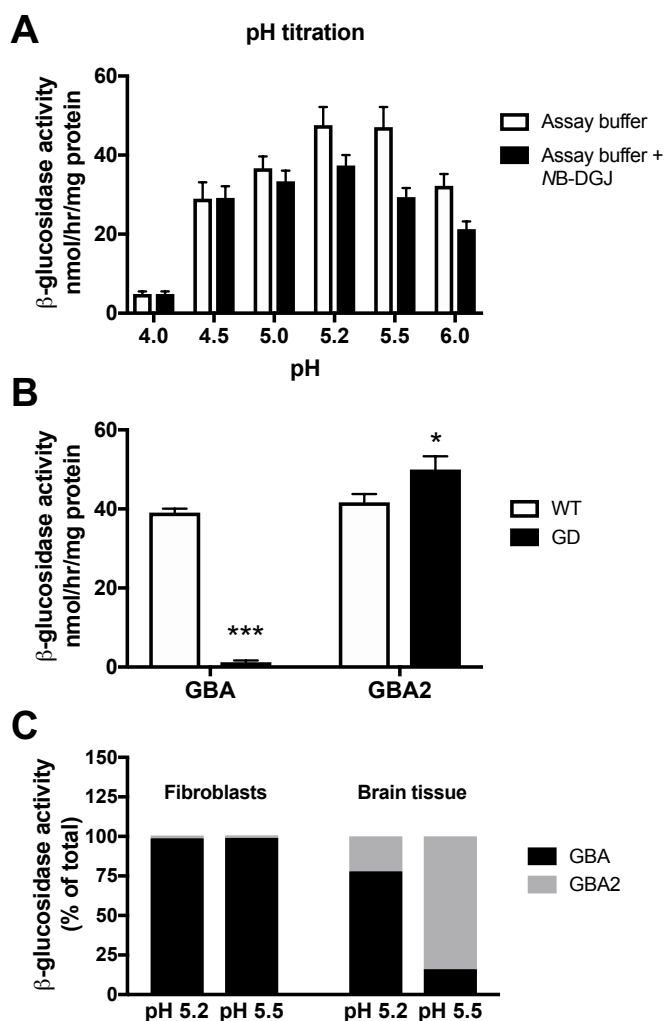 A
pH titration
β-glucosidase activity
nmol/hr/mg protein
60
40
20
0
4.0 4.5 5.0 5.2 5.5 6.0
pH
Assay buffer
Assay buffer +
NB-DGJ
B
β-glucosidase activity
nmol/hr/mg protein
60
40
20
0
***
*
GBA GBA2
WT
GD
C
β-glucosidase activity
(% of total)
150
125
100
75
50
25
0
Fibroblasts Brain tissue
pH 5.2 pH 5.5 pH 5.2 pH 5.5
GBA
GBA2